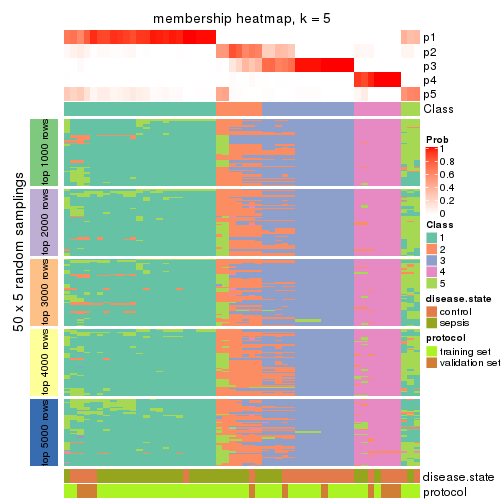 membership heatmap, k = 5
p1
p2
p3
p4
p5
Class
50 x 5 random samplings
top 1000 rows
top 2000 rows
top 3000 rows
top 4000 rows
top 5000 rows
disease.state
protocol
Prob
1
0.8
0.6
0.4
0.2
0
Class
1
2
3
4
5
disease.state
control
sepsis
protocol
training set
validation set